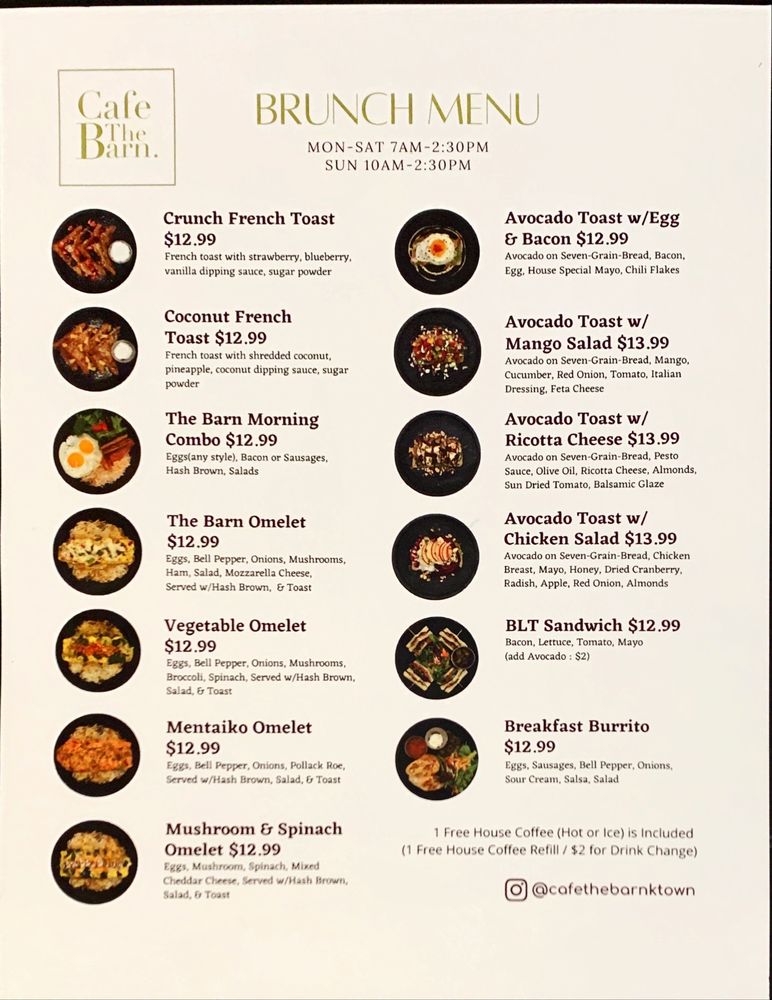 Cafe
The
Barn.
BRUNCH MENU
MON-SAT 7AM-2:30PM
SUN 10AM-2:30PM
Crunch French Toast
$12.99
French toast with strawberry, blueberry,
vanilla dipping sauce, sugar powder
Coconut French
Toast $12.99
French toast with shredded coconut,
pineapple, coconut dipping sauce, sugar
powder
The Barn Morning
Combo $12.99
Eggs(any style), Bacon or Sausages,
Hash Brown, Salads
The Barn Omelet
$12.99
Eggs, Bell Pepper, Onions, Mushrooms,
Ham, Salad, Mozzarella Cheese,
Served w/Hash Brown, & Toast
Vegetable Omelet
$12.99
Eggs, Bell Pepper, Onions, Mushrooms,
Broccoli, Spinach, Served w/Hash Brown,
Salad, & Toast
Mentaiko Omelet
$12.99
Eggs, Bell Pepper, Onions, Pollack Roe,
Served w/Hash Brown, Salad, & Toast
Mushroom & Spinach
Omelet $12.99
Eggs, Mushroom, Spinach, Mixed
Cheddar Cheese, Served w/Hash Brown,
Salad, & Toast
Avocado Toast w/Egg
& Bacon $12.99
Avocado on Seven-Grain-Bread, Bacon,
Egg, House Special Mayo, Chili Flakes
Avocado Toast w/
Mango Salad $13.99
Avocado on Seven-Grain-Bread, Mango,
Cucumber, Red Onion, Tomato, Italian
Dressing, Feta Cheese
Avocado Toast w/
Ricotta Cheese $13.99
Avocado on Seven-Grain-Bread, Pesto
Sauce, Olive Oil, Ricotta Cheese, Almonds,
Sun Dried Tomato, Balsamic Glaze
Avocado Toast w/
Chicken Salad $13.99
Avocado on Seven-Grain-Bread, Chicken
Breast, Mayo, Honey, Dried Cranberry,
Radish, Apple, Red Onion, Almonds
BLT Sandwich $12.99
Bacon, Lettuce, Tomato, Mayo
(add Avocado : $2)
Breakfast Burrito
$12.99
Eggs, Sausages, Bell Pepper, Onions,
Sour Cream, Salsa, Salad
1 Free House Coffee (Hot or Ice) is Included
(1 Free House Coffee Refill / $2 for Drink Change)
@cafethebarnktown